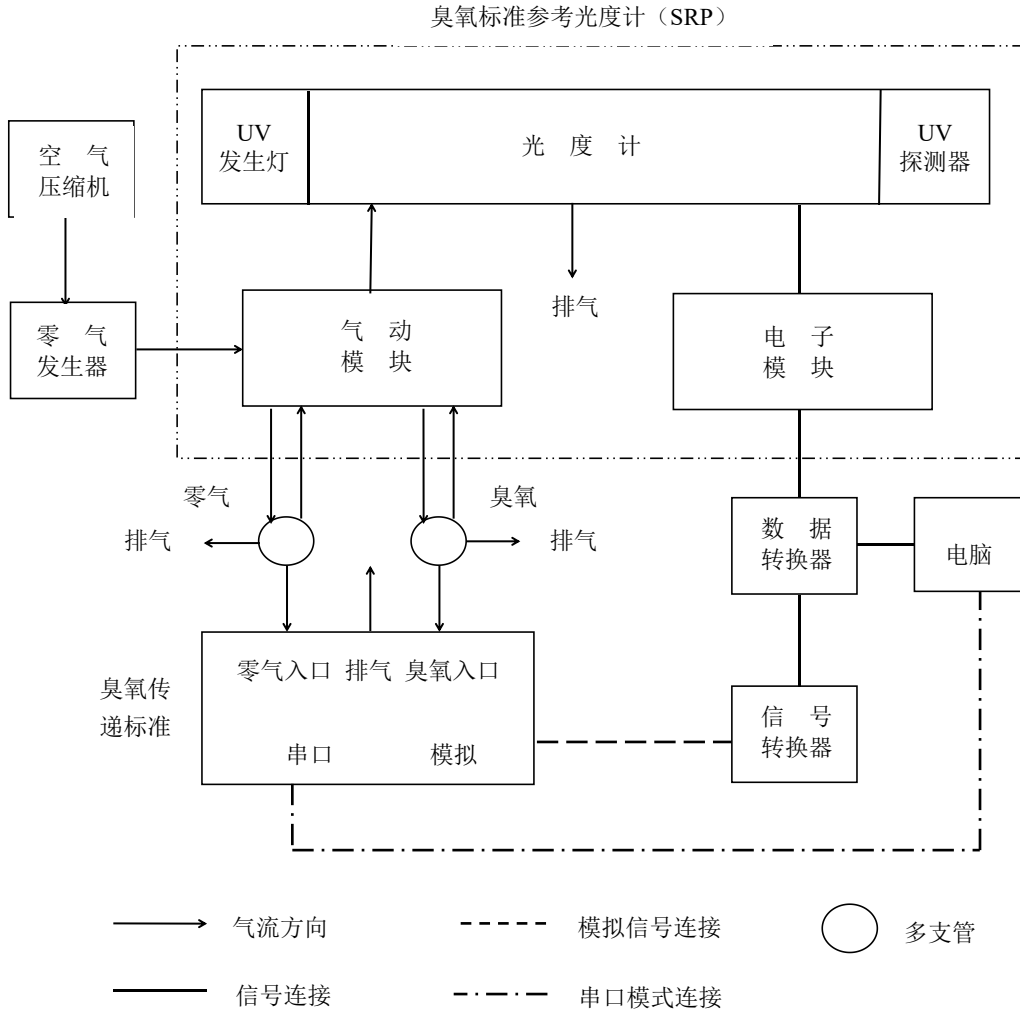 臭氧标准参考光度计（SRP）
UV
发生灯
光 度 计
UV
探测器
空 气
压缩机
排气
零 气
发生器
气 动
模 块
电 子
模 块
零气
臭氧
排气
排气
数 据
转换器
电脑
臭氧传
递标准
零气入口 排气 臭氧入口
串口 模拟
信 号
转换器
气流方向
模拟信号连接
多支管
信号连接
串口模式连接